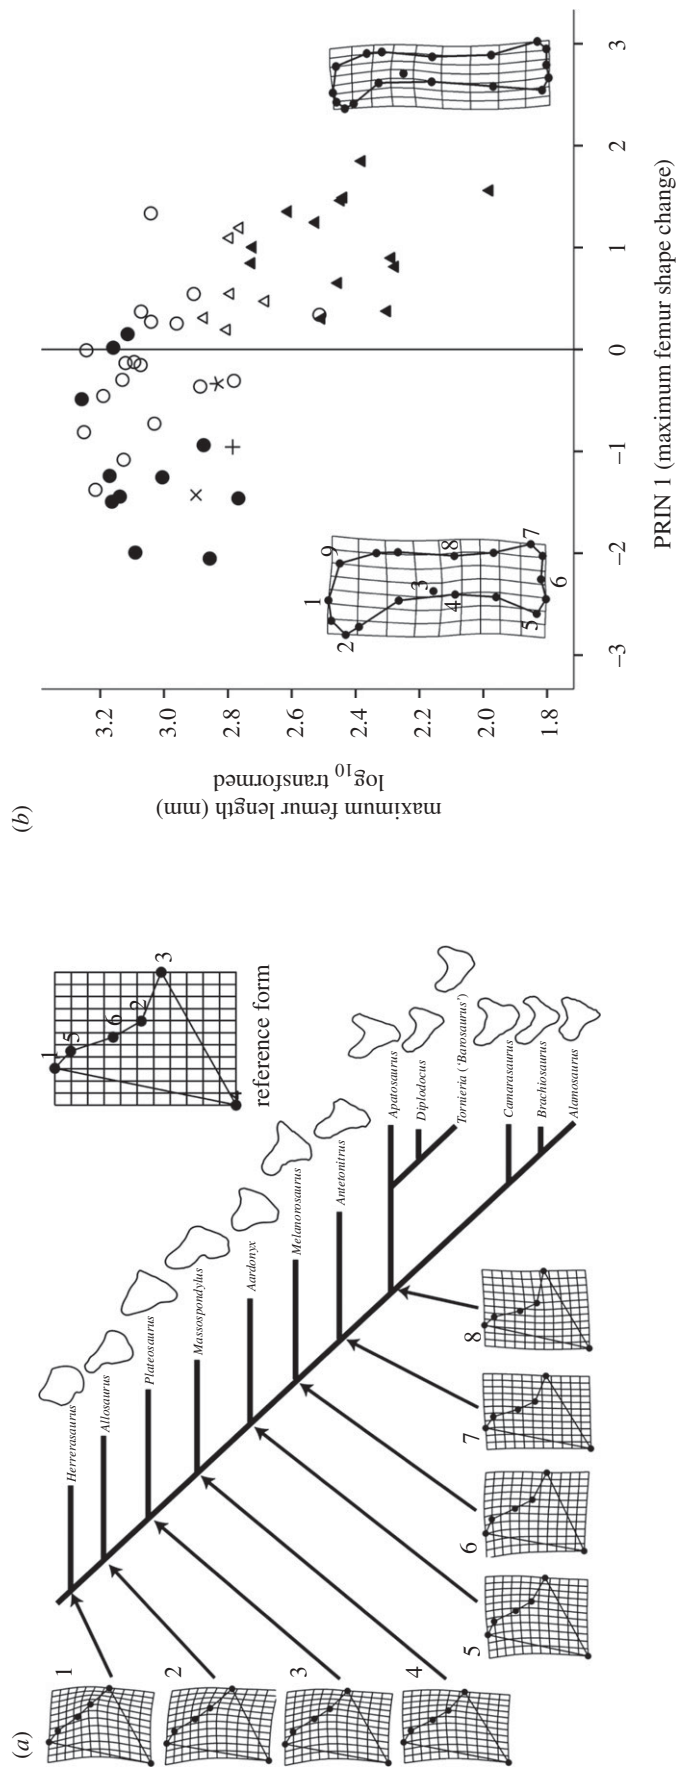 (a)
1
2
3
4
5
6
7
8
Herrerasaurus
Allosaurus
Plateosaurus
Massospondylus
Aardonyx
Melanorosaurus
Antetonitrus
Apatosaurus
Diplodocus
Tornieria ('Barosaurus')
Camarasaurus
Brachiosaurus
Alamosaurus
1
5
6
2
3
4
reference form
(b)
maximum femur length (mm)
log10 transformed
3.2
3.0
2.8
2.6
2.4
2.2
2.0
1.8
1
9
2
3
4
8
5
6
7
–3
–2
–1
0
1
2
3
PRIN 1 (maximum femur shape change)